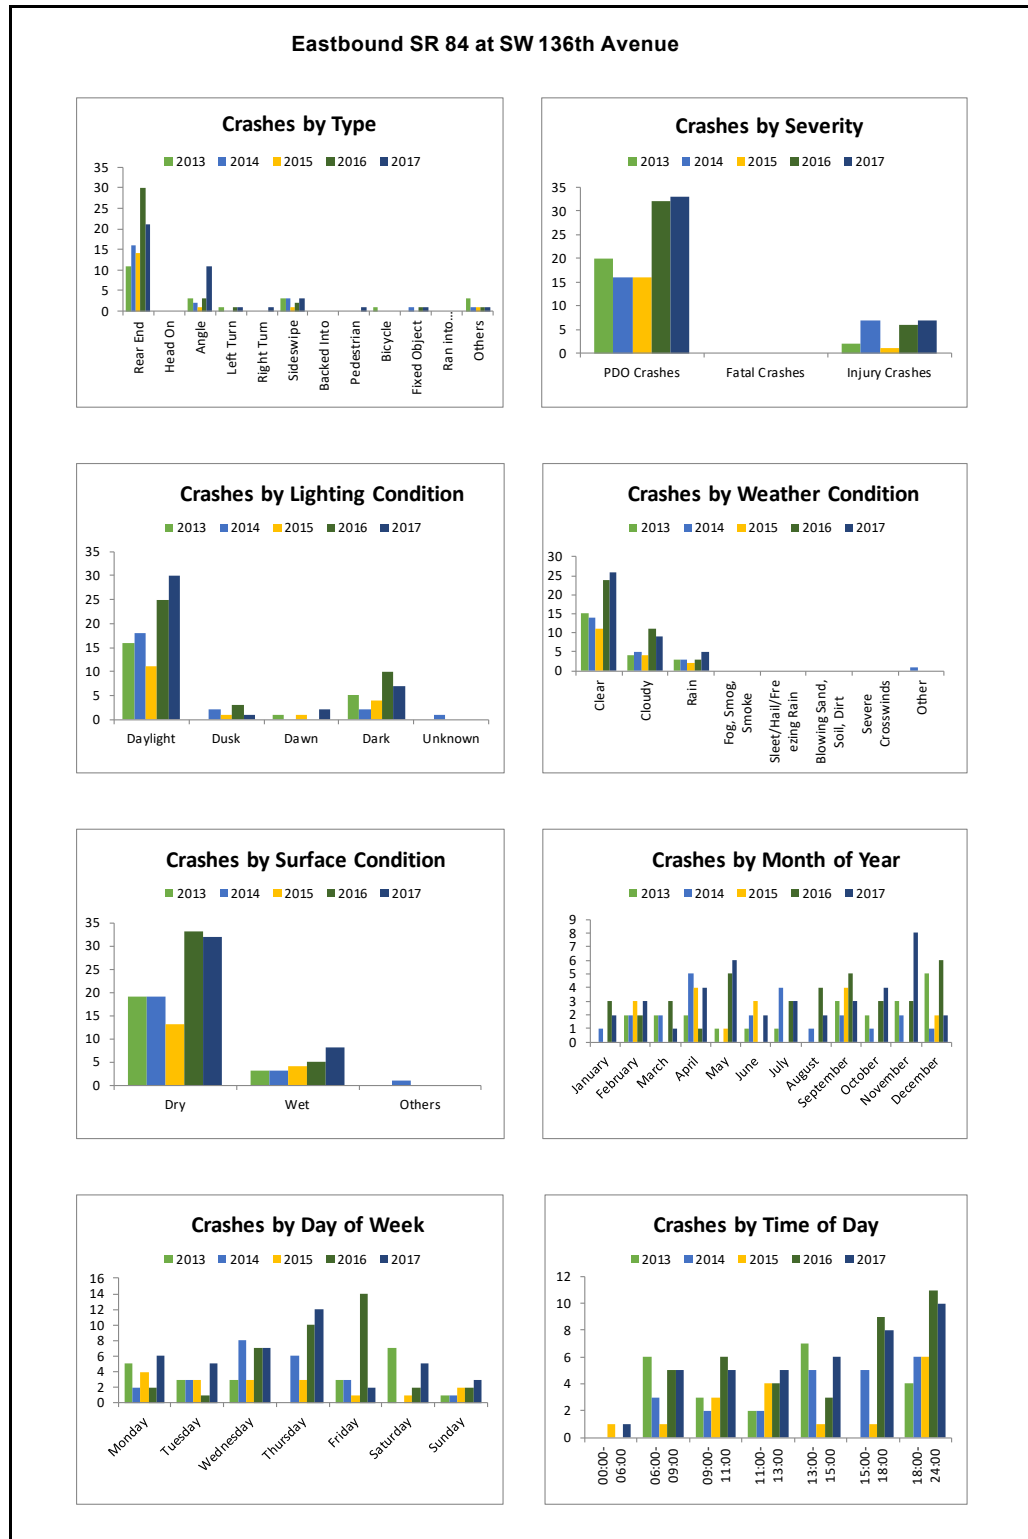 Eastbound SR 84 at SW 136th Avenue
Crashes by Type
2013 2014 2015 2016 2017
35
30
25
20
15
10
5
0
Rear End
Head On
Angle
Left Turn
Right Turn
Sideswipe
Backed Into
Pedestrian
Bicycle
Fixed Object
Ran into...
Others
Crashes by Severity
2013 2014 2015 2016 2017
35
30
25
20
15
10
5
0
PDO Crashes Fatal Crashes Injury Crashes
Crashes by Lighting Condition
2013 2014 2015 2016 2017
35
30
25
20
15
10
5
0
Daylight Dusk Dawn Dark Unknown
Crashes by Weather Condition
2013 2014 2015 2016 2017
30
25
20
15
10
5
0
Clear
Cloudy
Rain
Fog, Smog,
Smoke
Sleet/Hail/Fre
ezing Rain
Blowing Sand,
Soil, Dirt
Severe
Crosswinds
Other
Crashes by Surface Condition
2013 2014 2015 2016 2017
35
30
25
20
15
10
5
0
Dry Wet Others
Crashes by Month of Year
2013 2014 2015 2016 2017
9
8
7
6
5
4
3
2
1
0
January
February
March
April
May
June
July
August
September
October
November
December
Crashes by Day of Week
2013 2014 2015 2016 2017
16
14
12
10
8
6
4
2
0
Monday
Tuesday
Wednesday
Thursday
Friday
Saturday
Sunday
Crashes by Time of Day
2013 2014 2015 2016 2017
12
10
8
6
4
2
0
00:00-
06:00
06:00-
09:00
09:00-
11:00
11:00-
13:00
13:00-
15:00
15:00-
18:00
18:00-
24:00